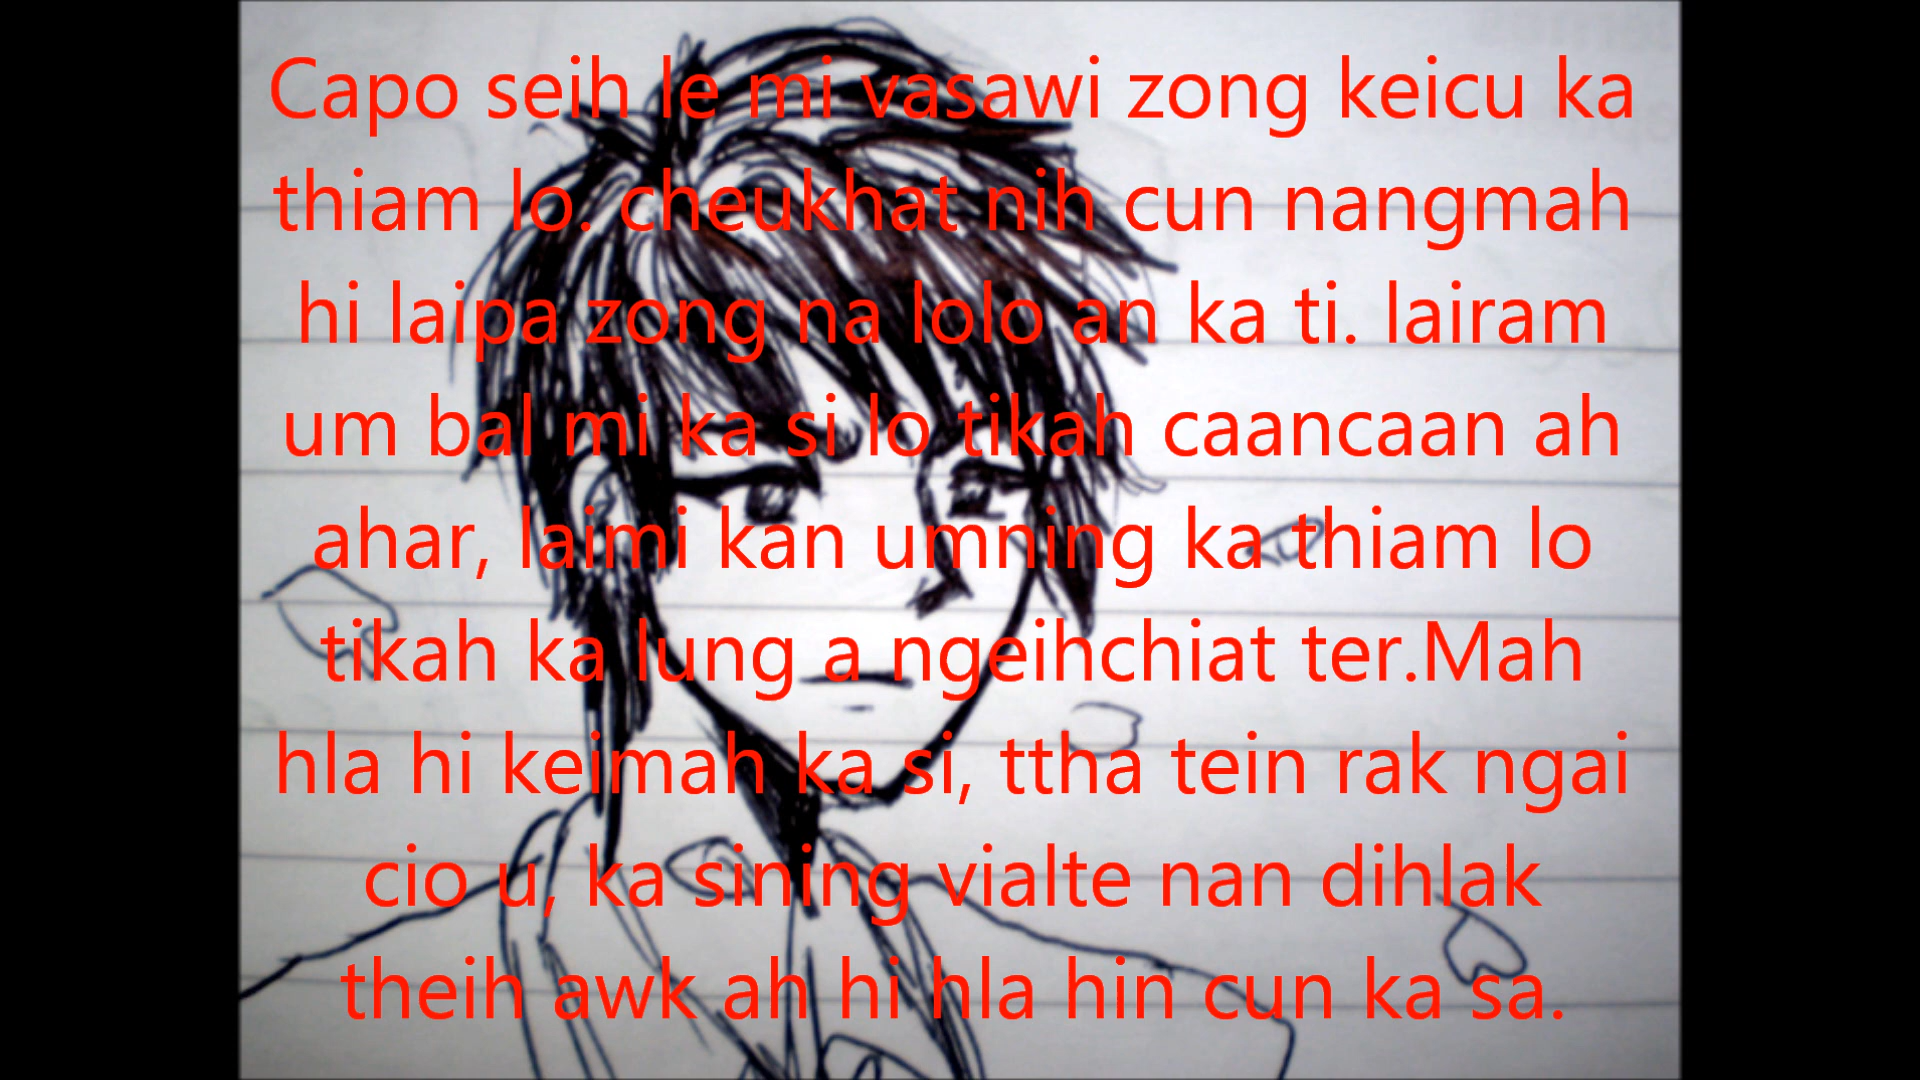 Capo seih le mi vasawi zong keicu ka
thiam lo. cheukhat nih cun nangmah
hi laipa zong na lolo an ka ti. lairam
um bal mi ka si lo tikah caancaan ah
ahar, laimi kan umning ka thiam lo
tikah ka lung a ngeihchiat ter.Mah
hla hi keimah ka si, ttha tein rak ngai
cio u, ka sining vialte nan dihlak
theih awk ah hi hla hin cun ka sa.